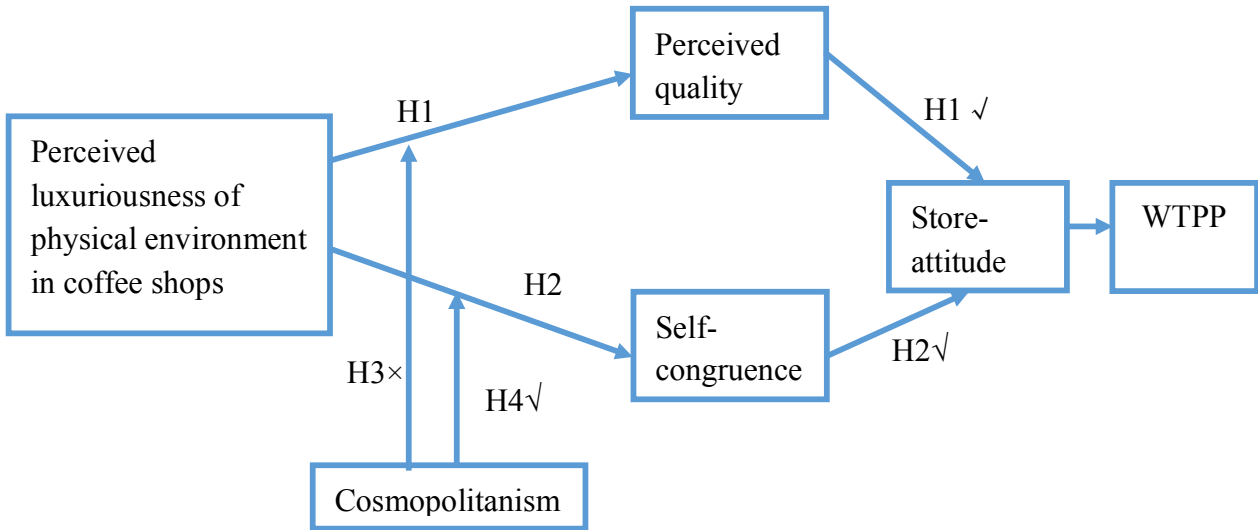 Perceived
quality
H1
H1 √
Perceived
luxuriousness of
physical environment
in coffee shops
Store-
attitude
WTPP
H2
Self-
congruence
H2√
H3×
H4√
Cosmopolitanism